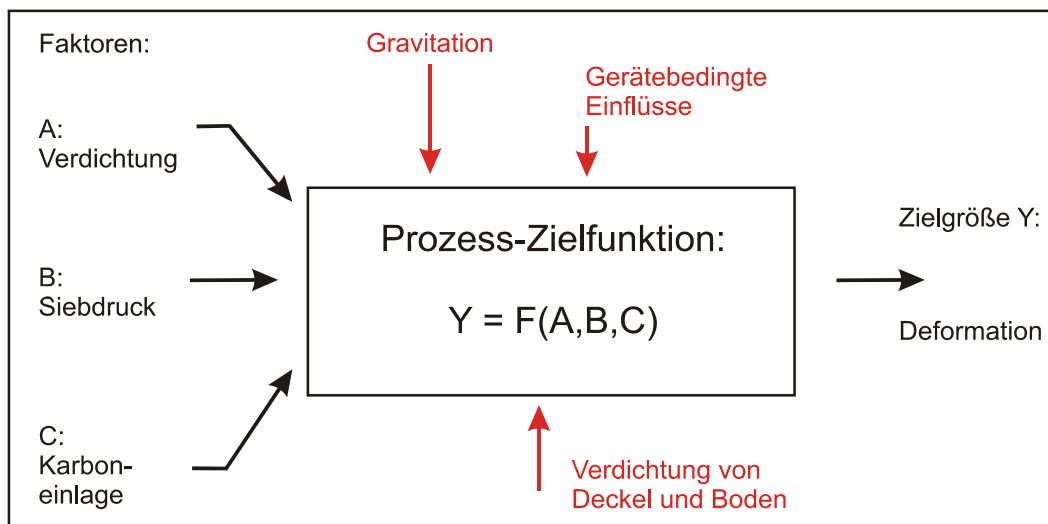 Faktoren:
Gravitation
Gerätebedingte
Einflüsse
A:
Verdichtung
Prozess-Zielfunktion:
Y = F(A,B,C)
Zielgröße Y:
B:
Siebdruck
Deformation
C:
Karbon-
einlage
Verdichtung von
Deckel und Boden